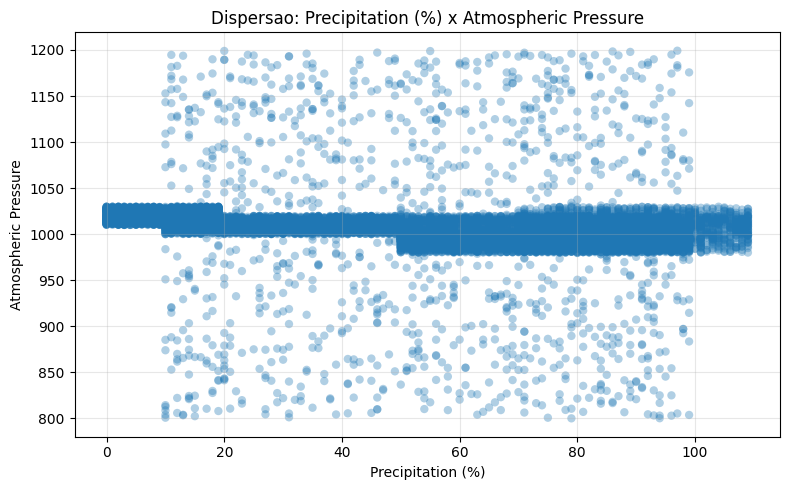 Dispersao: Precipitation (%) x Atmospheric Pressure
Atmospheric Pressure
1200
1150
1100
1050
1000
950
900
850
800
0 20 40 60 80 100
Precipitation (%)